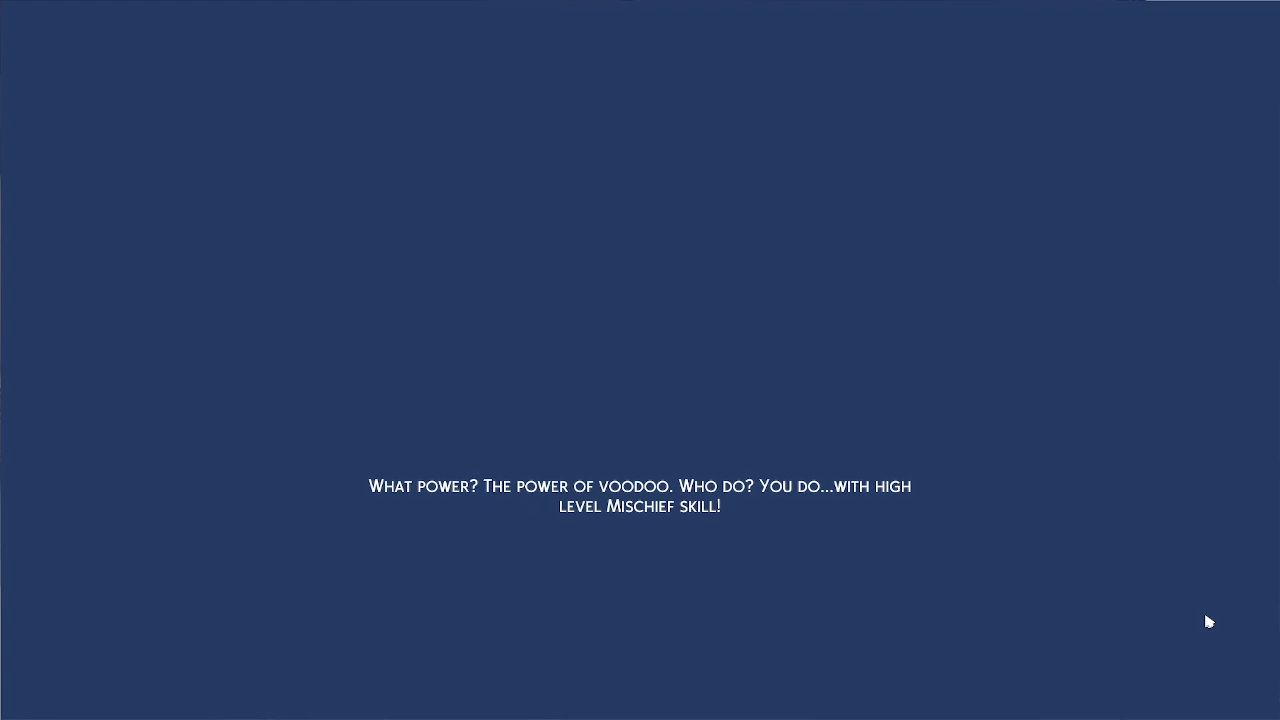 What power? The power of voodoo. Who do? You do...with high
level Mischief skill!